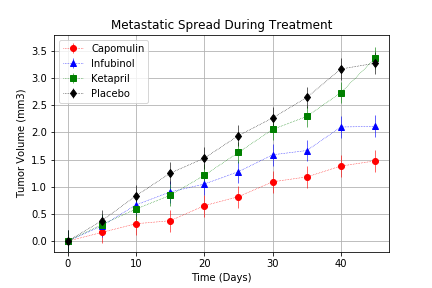 Metastatic Spread During Treatment
Capomulin
Infubinol
Ketapril
Placebo
Tumor Volume (mm3)
3.5
3.0
2.5
2.0
1.5
1.0
0.5
0.0
0 10 20 30 40
Time (Days)